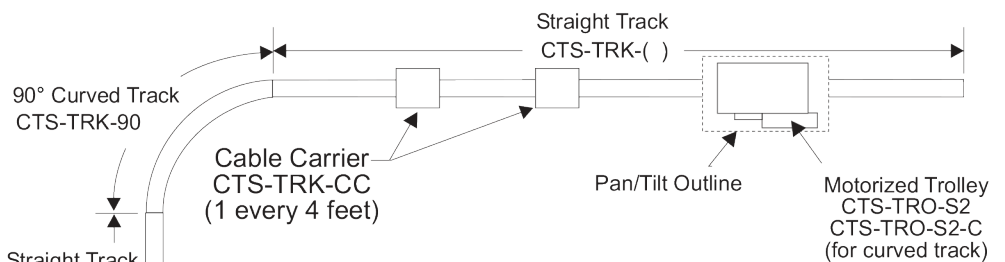 Straight Track
CTS-TRK-( )
90° Curved Track
CTS-TRK-90
Cable Carrier
CTS-TRK-CC
(1 every 4 feet)
Pan/Tilt Outline
Motorized Trolley
CTS-TRO-S2
CTS-TRO-S2-C
(for curved track)
Straight Track